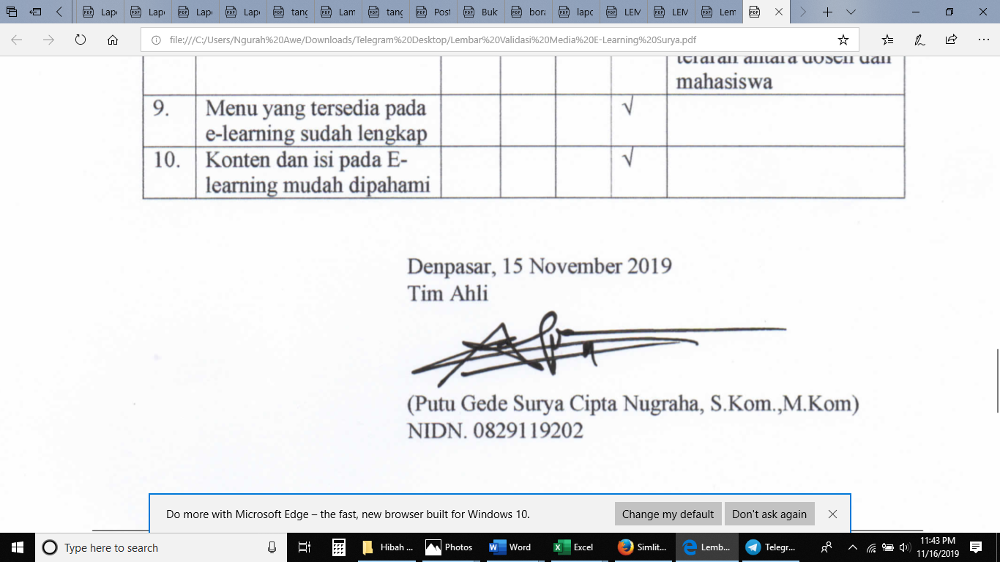 Lap
Lap
Lap
Lap
tang
Lam
tang
Post
Buk
bora
lapo
LEM
LEM
Lem
file:///C:/Users/Ngurah%20Awe/Downloads/Telegram%20Desktop/Lembar%20Validasi%20Media%20E-Learning%20Surya.pdf
antara dosen dan
mahasiswa
9. Menu yang tersedia pada √
e-learning sudah lengkap
10. Konten dan isi pada E- √
learning mudah dipahami
Denpasar, 15 November 2019
Tim Ahli
(Putu Gede Surya Cipta Nugraha, S.Kom.,M.Kom)
NIDN. 0829119202
Do more with Microsoft Edge – the fast, new browser built for Windows 10. Change my default Don't ask again
Type here to search Hibah ... Photos Word Excel Simlit... Lemb... Telegr... 11:43 PM
11/16/2019